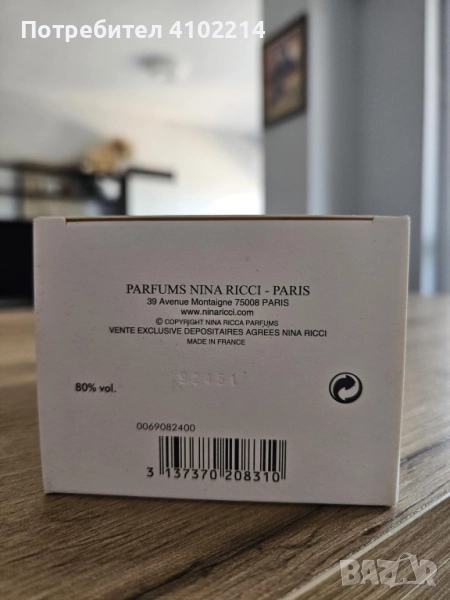 Потребител 4102214
PARFUMS NINA RICCI - PARIS
39 Avenue Montaigne 75008 PARIS
www.ninaricci.com
© COPYRIGHT NINA RICCA PARFUMS
VENTE EXCLUSIVE DEPOSITAIRES AGREES NINA RICCI
MADE IN FRANCE
80% vol.
0069082400
3 137370 208310
BAZAR